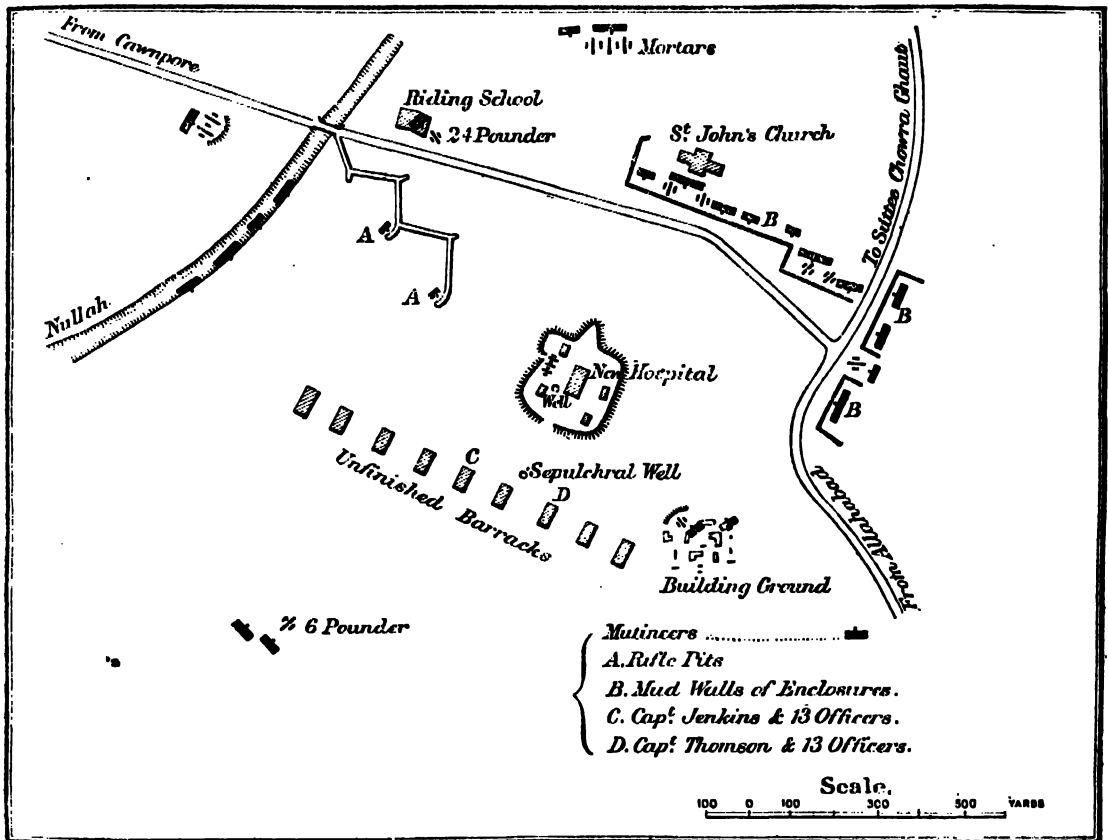 From Cawnpore
Mortars
Riding School
24 Pounder
St. John's Church
B
To Suttee Chowra Ghaut
A
A
Nullah
B
New Hospital
Well
B
C
Sepulchral Well
D
Unfinished Barracks
From Allahabad
Building Ground
6 Pounder
Mutineers
A. Rifle Pits
B. Mud Walls of Enclosures.
C. Capt. Jenkins & 13 Officers.
D. Capt. Thomson & 13 Officers.
Scale.
100 0 100 300 500 YARDS